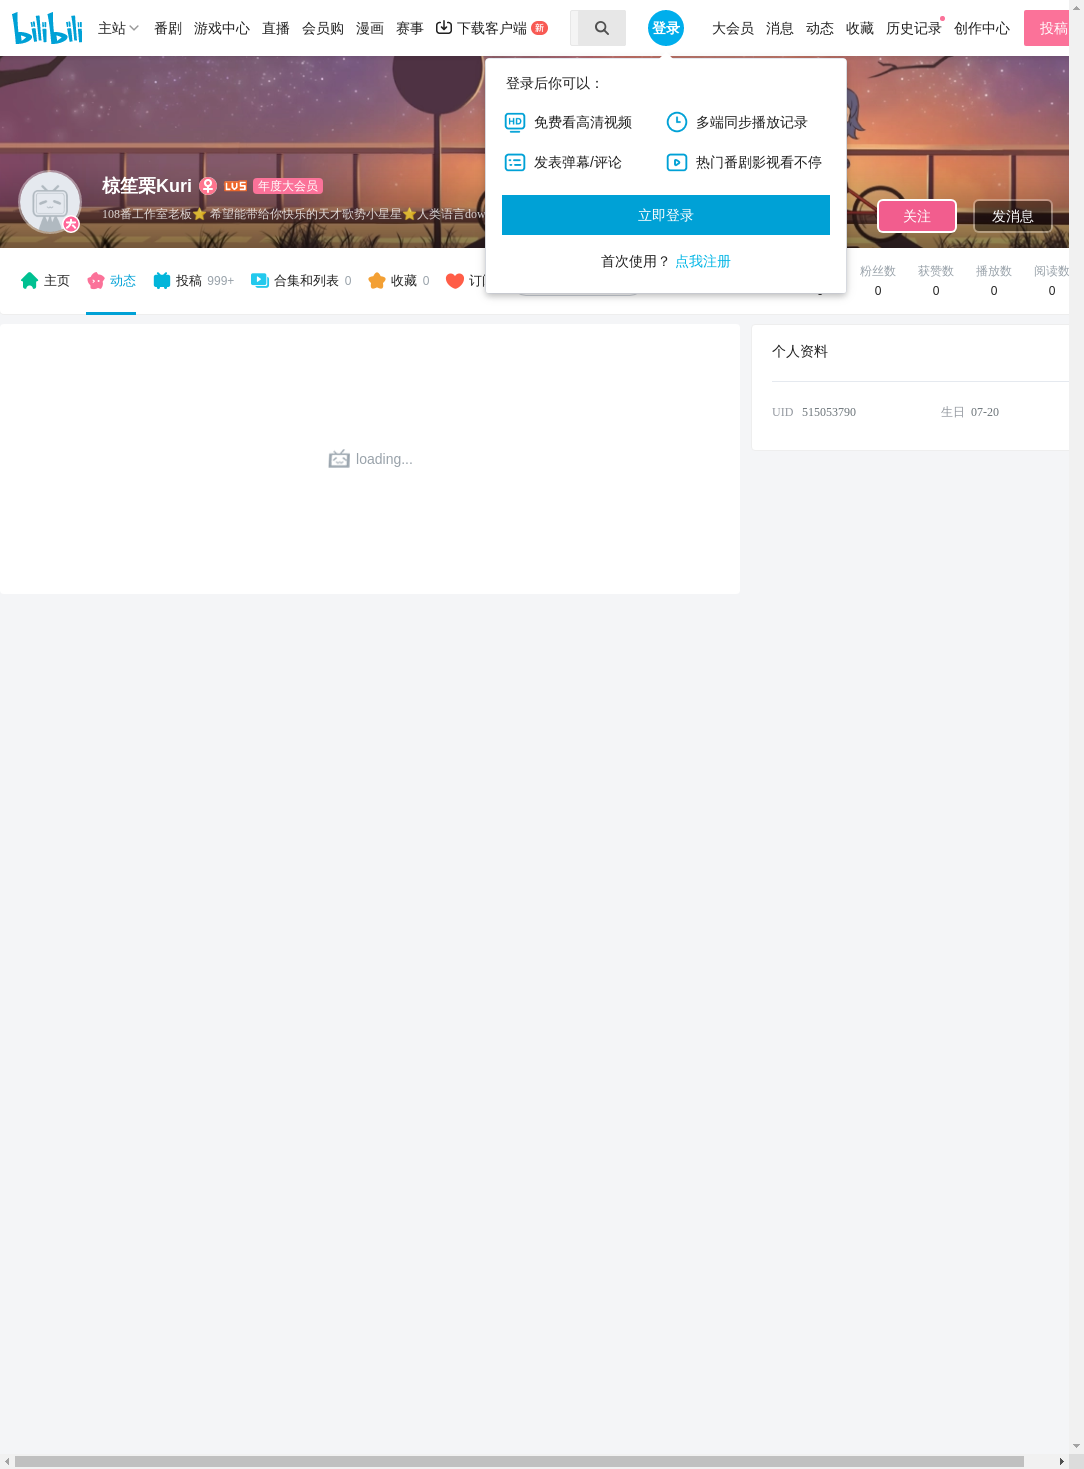 bilibili 主站 番剧 游戏中心 直播 会员购 漫画 赛事 下载客户端 新 登录 大会员 消息 动态 收藏 历史记录 创作中心 投稿
登录后你可以：
HD 免费看高清视频 多端同步播放记录
发表弹幕/评论 热门番剧影视看不停
立即登录
首次使用？ 点我注册
椋笙栗Kuri LV5 年度大会员
大 108番工作室老板⭐ 希望能带给你快乐的天才歌势小星星⭐人类语言dow
关注 发消息
主页 动态 投稿 999+ 合集和列表 0 收藏 0
粉丝数 获赞数 播放数 阅读数
0 0 0 0
loading...
个人资料
UID 515053790 生日 07-20